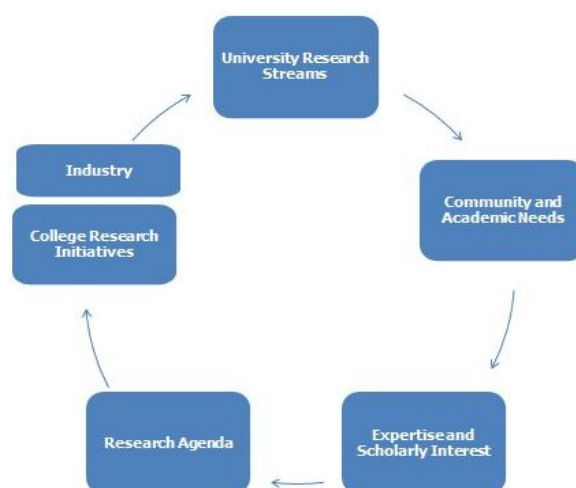 University Research
Streams
Industry
Community and
Academic Needs
College Research
Initiatives
Research Agenda
Expertise and
Scholarly Interest